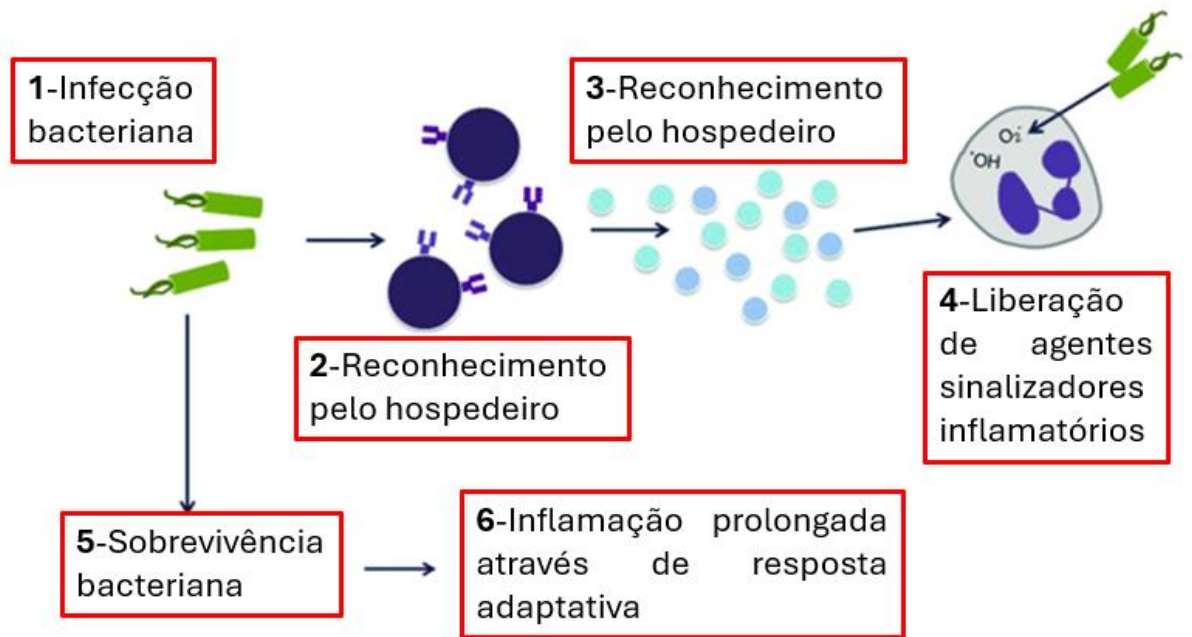 1-Infecção
bacteriana
2-Reconhecimento
pelo hospedeiro
3-Reconhecimento
pelo hospedeiro
O₂⁻
˙OH
4-Liberação
de agentes
sinalizadores
inflamatórios
5-Sobrevivência
bacteriana
6-Inflamação prolongada
através de resposta
adaptativa